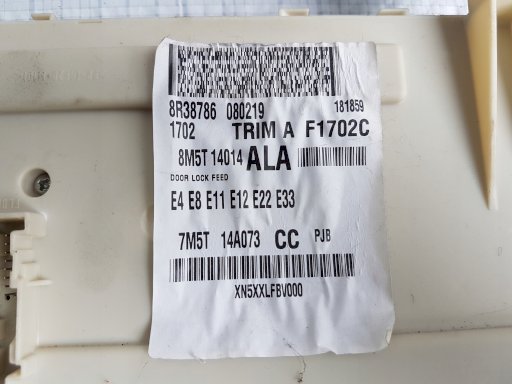 8R38786 080219 181859
1702 TRIM A F1702C
8M5T 14014 ALA
DOOR LOCK FEED
E4 E8 E11 E12 E22 E33
7M5T 14A073 CC PJB
XN5XXLFBV000